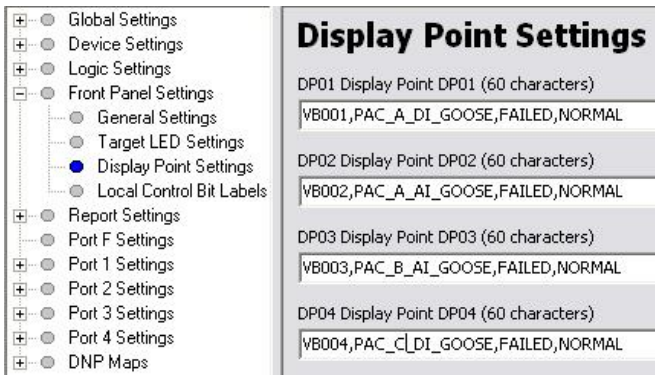 Global Settings
Device Settings
Logic Settings
Front Panel Settings
General Settings
Target LED Settings
Display Point Settings
Local Control Bit Labels
Report Settings
Port F Settings
Port 1 Settings
Port 2 Settings
Port 3 Settings
Port 4 Settings
DNP Maps
Display Point Settings
DP01 Display Point DP01 (60 characters)
VB001,PAC_A_DI_GOOSE,FAILED,NORMAL
DP02 Display Point DP02 (60 characters)
VB002,PAC_A_AI_GOOSE,FAILED,NORMAL
DP03 Display Point DP03 (60 characters)
VB003,PAC_B_AI_GOOSE,FAILED,NORMAL
DP04 Display Point DP04 (60 characters)
VB004,PAC_C_DI_GOOSE,FAILED,NORMAL